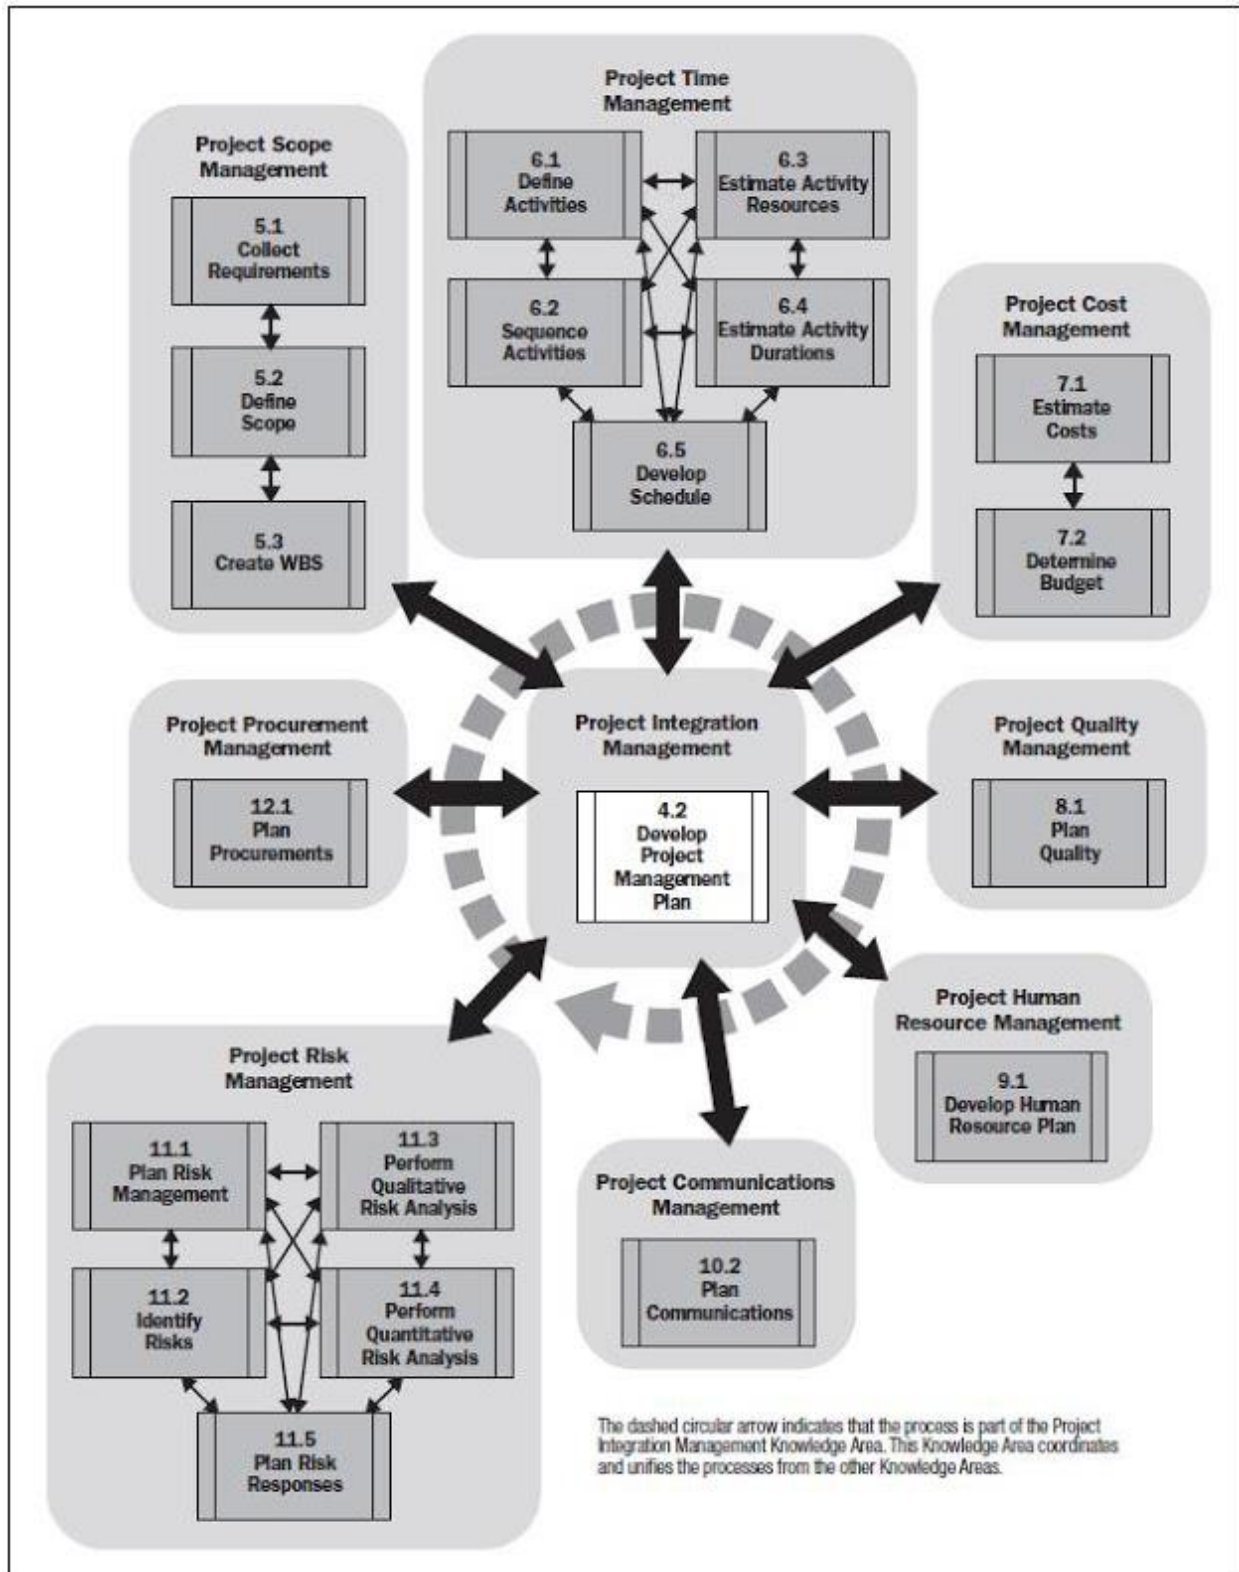 Project Time
Management
6.1
Define
Activities
6.3
Estimate Activity
Resources
6.2
Sequence
Activities
6.4
Estimate Activity
Durations
6.5
Develop
Schedule
Project Scope
Management
5.1
Collect
Requirements
5.2
Define
Scope
5.3
Create WBS
Project Cost
Management
7.1
Estimate
Costs
7.2
Determine
Budget
Project Procurement
Management
12.1
Plan
Procurements
Project Integration
Management
4.2
Develop
Project
Management
Plan
Project Quality
Management
8.1
Plan
Quality
Project Human
Resource Management
9.1
Develop Human
Resource Plan
Project Risk
Management
11.1
Plan Risk
Management
11.3
Perform
Qualitative
Risk Analysis
11.2
Identify
Risks
11.4
Perform
Quantitative
Risk Analysis
11.5
Plan Risk
Responses
Project Communications
Management
10.2
Plan
Communications
The dashed circular arrow indicates that the process is part of the Project
Integration Management Knowledge Area. This Knowledge Area coordinates
and unifies the processes from the other Knowledge Areas.